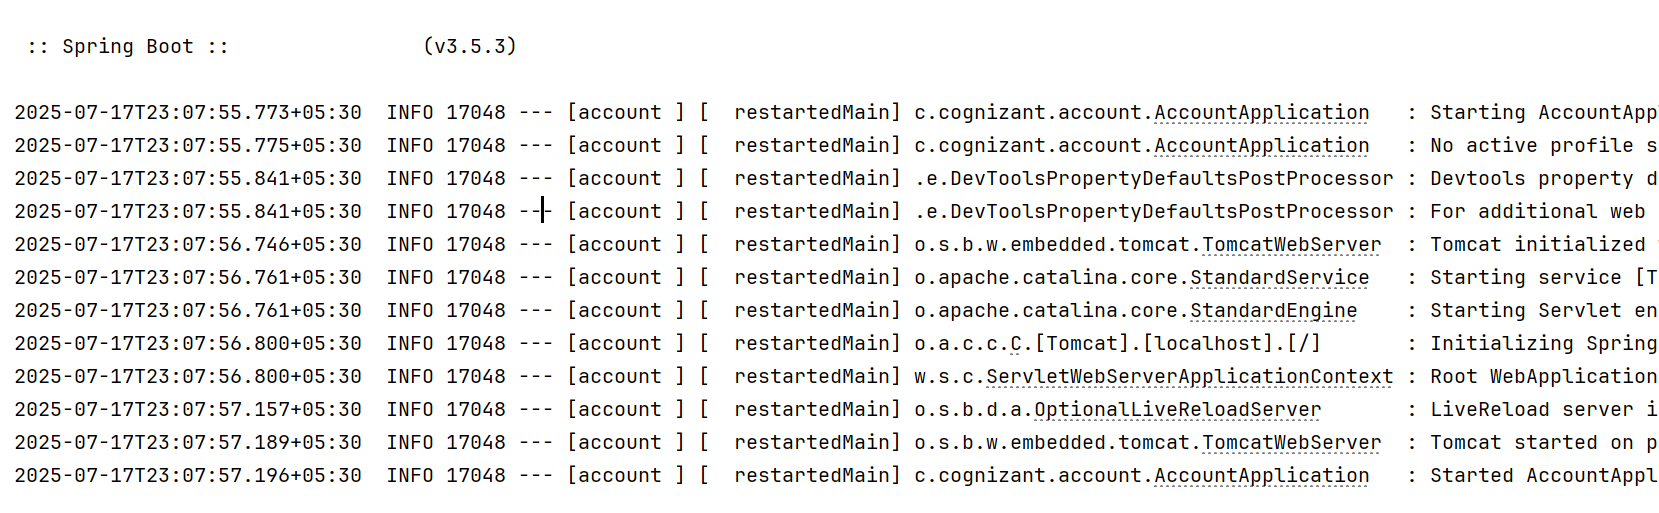 :: Spring Boot ::                (v3.5.3)
2025-07-17T23:07:55.773+05:30  INFO 17048 --- [account ] [  restartedMain] c.cognizant.account.AccountApplication   : Starting AccountApp
2025-07-17T23:07:55.775+05:30  INFO 17048 --- [account ] [  restartedMain] c.cognizant.account.AccountApplication   : No active profile s
2025-07-17T23:07:55.841+05:30  INFO 17048 --- [account ] [  restartedMain] .e.DevToolsPropertyDefaultsPostProcessor : Devtools property d
2025-07-17T23:07:55.841+05:30  INFO 17048 --- [account ] [  restartedMain] .e.DevToolsPropertyDefaultsPostProcessor : For additional web
2025-07-17T23:07:56.746+05:30  INFO 17048 --- [account ] [  restartedMain] o.s.b.w.embedded.tomcat.TomcatWebServer  : Tomcat initialized
2025-07-17T23:07:56.761+05:30  INFO 17048 --- [account ] [  restartedMain] o.apache.catalina.core.StandardService   : Starting service [T
2025-07-17T23:07:56.761+05:30  INFO 17048 --- [account ] [  restartedMain] o.apache.catalina.core.StandardEngine    : Starting Servlet en
2025-07-17T23:07:56.800+05:30  INFO 17048 --- [account ] [  restartedMain] o.a.c.c.C.[Tomcat].[localhost].[/]       : Initializing Spring
2025-07-17T23:07:56.800+05:30  INFO 17048 --- [account ] [  restartedMain] w.s.c.ServletWebServerApplicationContext : Root WebApplication
2025-07-17T23:07:57.157+05:30  INFO 17048 --- [account ] [  restartedMain] o.s.b.d.a.OptionalLiveReloadServer       : LiveReload server i
2025-07-17T23:07:57.189+05:30  INFO 17048 --- [account ] [  restartedMain] o.s.b.w.embedded.tomcat.TomcatWebServer  : Tomcat started on p
2025-07-17T23:07:57.196+05:30  INFO 17048 --- [account ] [  restartedMain] c.cognizant.account.AccountApplication   : Started AccountAppl